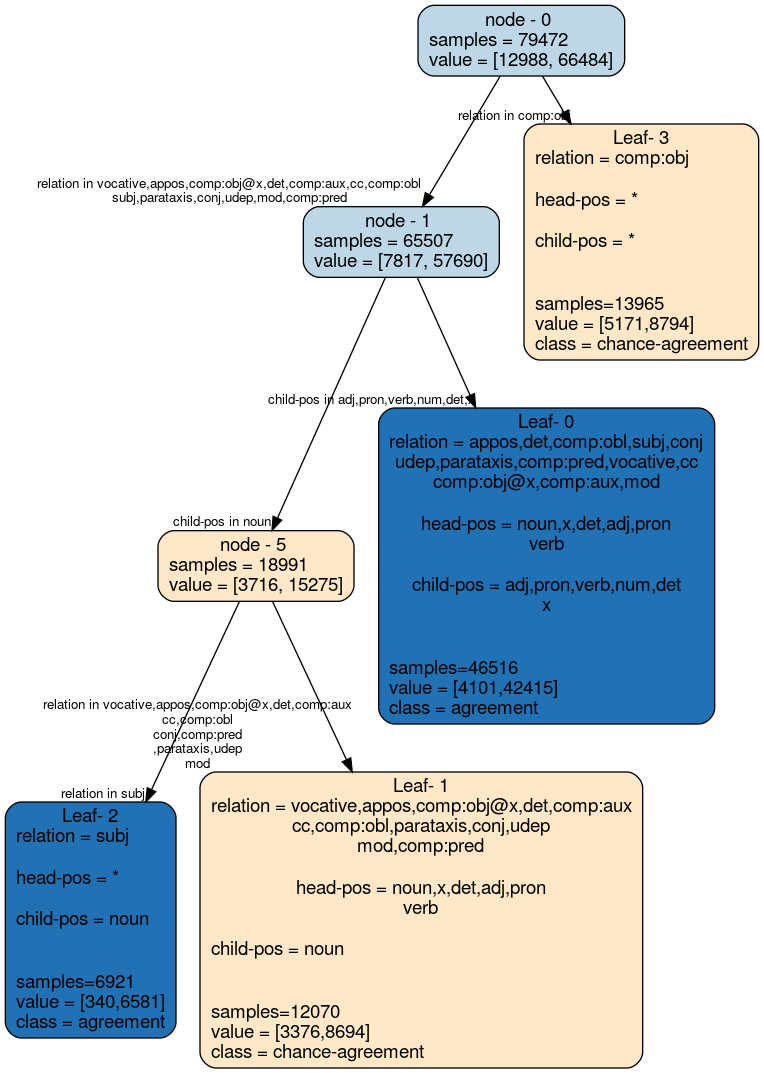 node - 0
samples = 79472
value = [12988, 66484]
relation in comp:obj
Leaf- 3
relation = comp:obj
head-pos = *
child-pos = *
samples=13965
value = [5171,8794]
class = chance-agreement
relation in vocative,appos,comp:obj@x,det,comp:aux,cc,comp:obl
subj,parataxis,conj,udep,mod,comp:pred
node - 1
samples = 65507
value = [7817, 57690]
child-pos in adj,pron,verb,num,det,x
Leaf- 0
relation = appos,det,comp:obl,subj,conj
udep,parataxis,comp:pred,vocative,cc
comp:obj@x,comp:aux,mod
head-pos = noun,x,det,adj,pron
verb
child-pos = adj,pron,verb,num,det
x
samples=46516
value = [4101,42415]
class = agreement
child-pos in noun
node - 5
samples = 18991
value = [3716, 15275]
relation in vocative,appos,comp:obj@x,det,comp:aux
cc,comp:obl
conj,comp:pred
,parataxis,udep
mod
relation in subj
Leaf- 2
relation = subj
head-pos = *
child-pos = noun
samples=6921
value = [340,6581]
class = agreement
Leaf- 1
relation = vocative,appos,comp:obj@x,det,comp:aux
cc,comp:obl,parataxis,conj,udep
mod,comp:pred
head-pos = noun,x,det,adj,pron
verb
child-pos = noun
samples=12070
value = [3376,8694]
class = chance-agreement